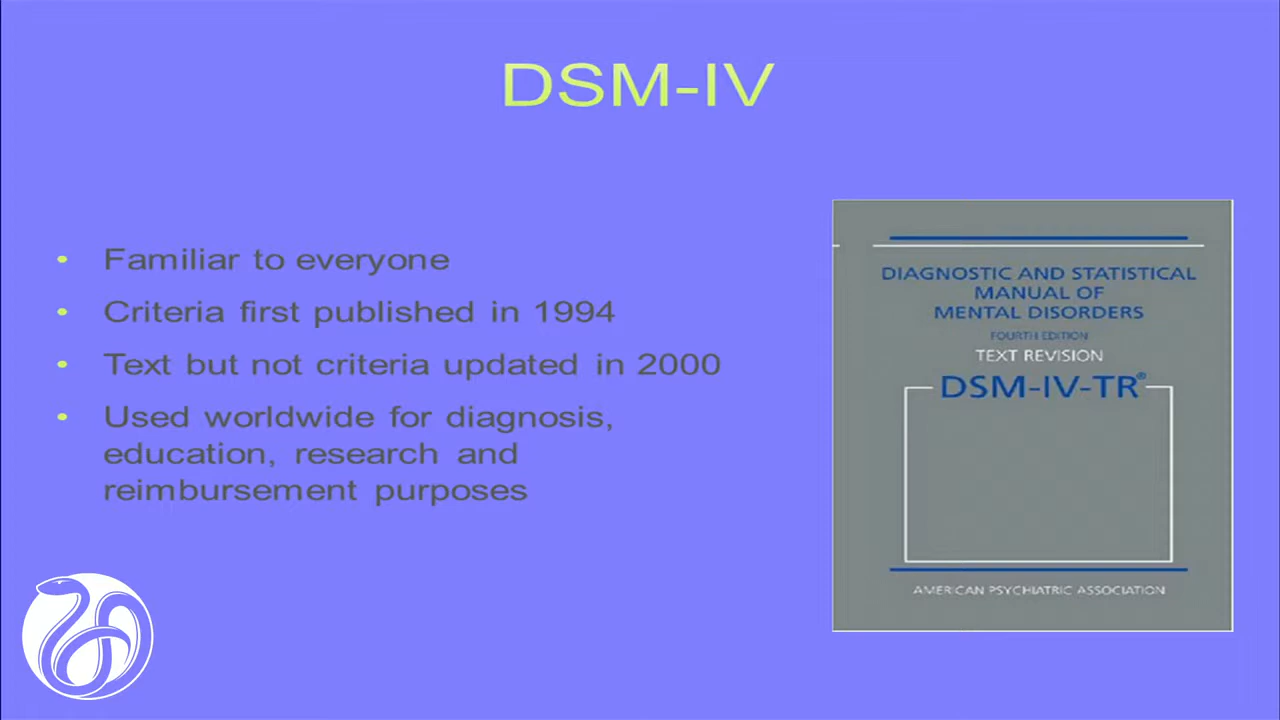 DSM-IV
• Familiar to everyone
• Criteria first published in 1994
• Text but not criteria updated in 2000
• Used worldwide for diagnosis,
education, research and
reimbursement purposes
DIAGNOSTIC AND STATISTICAL
MANUAL OF
MENTAL DISORDERS
FOURTH EDITION
TEXT REVISION
DSM-IV-TR®
AMERICAN PSYCHIATRIC ASSOCIATION